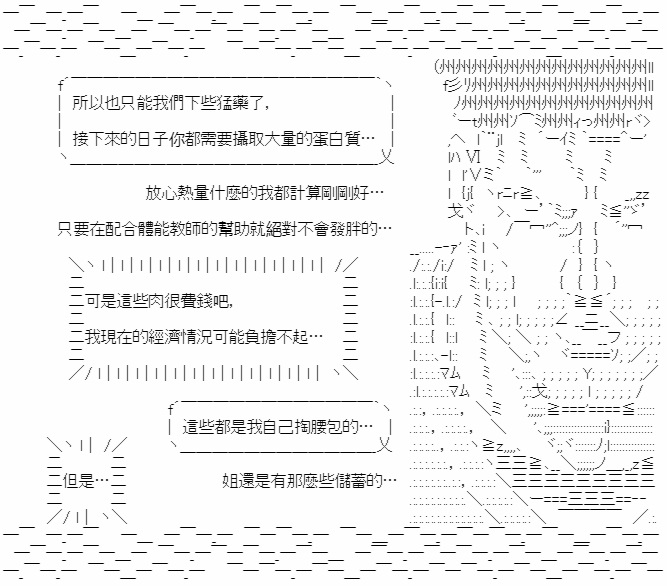 所以也只能我們下些猛藥了,
接下來的日子你都需要攝取大量的蛋白質…
放心熱量什麼的我都計算剛剛好…
只要在配合體能教師的幫助就絕對不會發胖的…
可是這些肉很費錢吧,
我現在的經濟情況可能負擔不起…
這些都是我自己掏腰包的…
但是…
姐還是有那麼些儲蓄的…